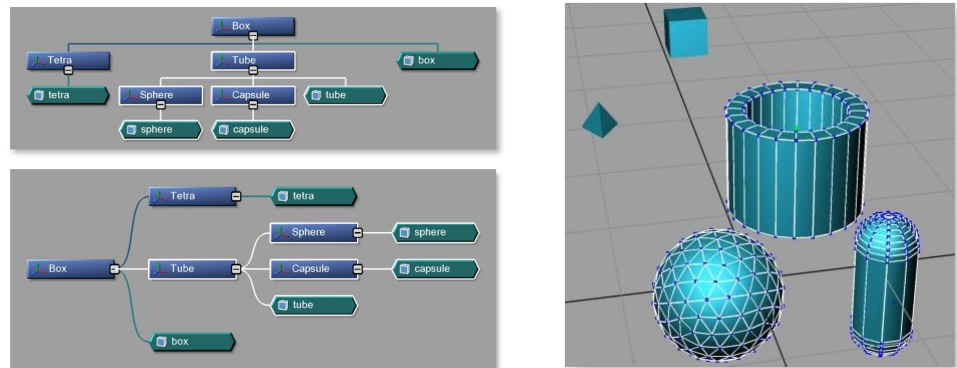 Box
Tetra
Tube
box
tetra
Sphere
Capsule
tube
sphere
capsule
Tetra
tetra
Sphere
sphere
Box
Tube
Capsule
capsule
tube
box